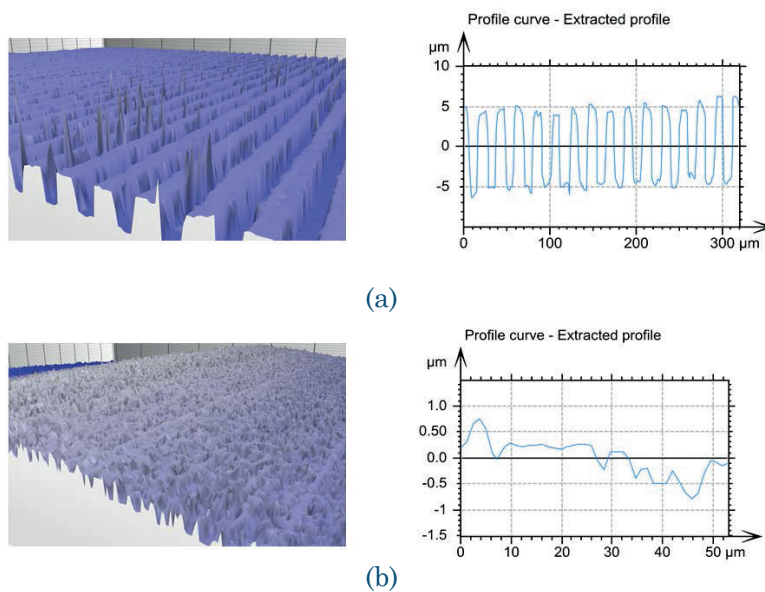 Profile curve - Extracted profile
µm
10
5
0
-5
0 100 200 300 µm
(a)
Profile curve - Extracted profile
µm
1.0
0.50
0.0
-0.5
-1
-1.5
0 10 20 30 40 50 µm
(b)